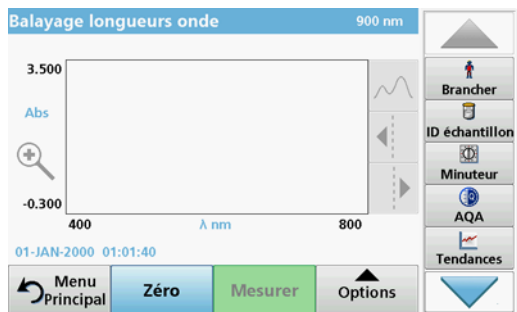 Balayage longueurs onde 900 nm
3.500
Abs
-0.300
400 λ nm 800
01-JAN-2000 01:01:40
Menu
Principal
Zéro
Mesurer
Options
Brancher
ID échantillon
Minuteur
AQA
Tendances